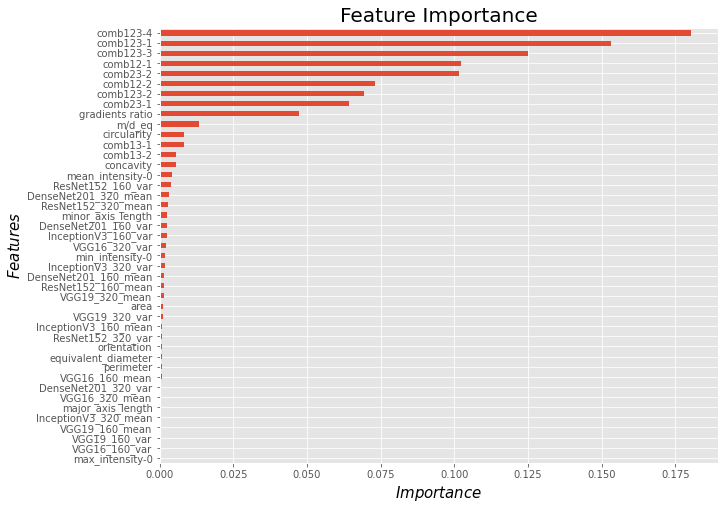 Feature Importance
comb123-4
comb123-1
comb123-3
comb12-1
comb23-2
comb12-2
comb123-2
comb23-1
gradients ratio
m/d_eq
circularity
comb13-1
comb13-2
concavity
mean_intensity-0
ResNet152_160_var
DenseNet201_320_mean
ResNet152_320_mean
minor_axis_length
DenseNet201_160_var
InceptionV3_160_var
VGG16_320_var
min_intensity-0
InceptionV3_320_var
DenseNet201_160_mean
ResNet152_160_mean
VGG19_320_mean
area
VGG19_320_var
InceptionV3_160_mean
ResNet152_320_var
orientation
equivalent_diameter
perimeter
VGG16_160_mean
DenseNet201_320_var
VGG16_320_mean
major_axis_length
InceptionV3_320_mean
VGG19_160_mean
VGG19_160_var
VGG16_160_var
max_intensity-0
Features
0.000 0.025 0.050 0.075 0.100 0.125 0.150 0.175
Importance